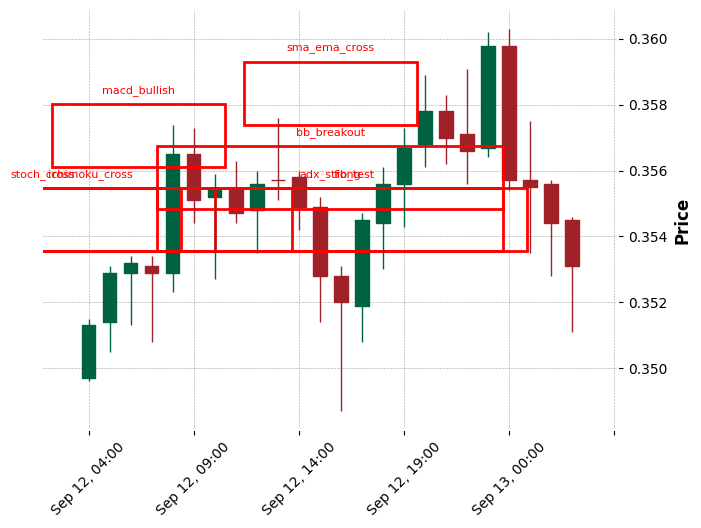 sma_ema_cross
macd_bullish
bb_breakout
stoch_cross
adx_strong
fib_test
0.360
0.358
0.356
0.354
0.352
0.350
Price
Sep 12, 04:00
Sep 12, 09:00
Sep 12, 14:00
Sep 12, 19:00
Sep 13, 00:00